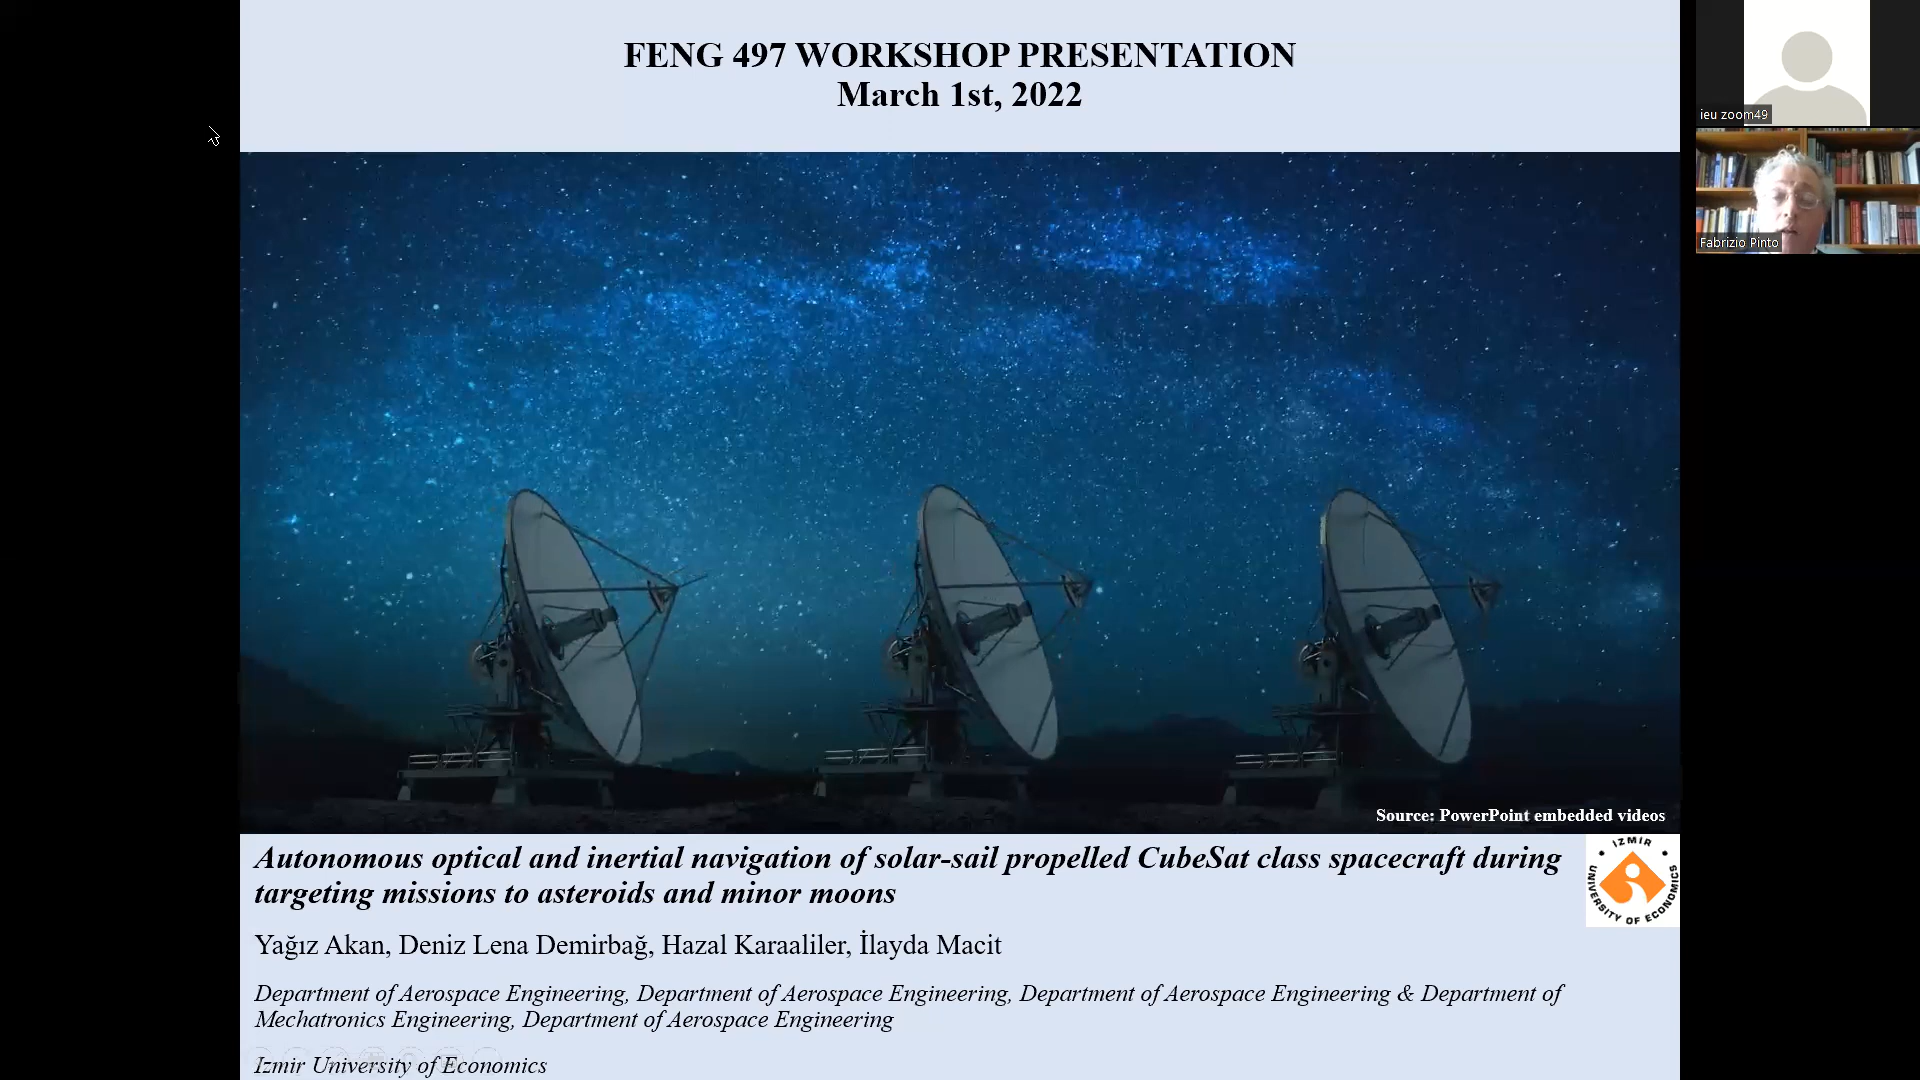 FENG 497 WORKSHOP PRESENTATION
March 1st, 2022
ieu zoom49
Fabrizio Pinto
Source: PowerPoint embedded videos
Autonomous optical and inertial navigation of solar-sail propelled CubeSat class spacecraft during
targeting missions to asteroids and minor moons
IZMIR
UNIVERSITY OF ECONOMICS
Yağız Akan, Deniz Lena Demirbağ, Hazal Karaaliler, İlayda Macit
Department of Aerospace Engineering, Department of Aerospace Engineering, Department of Aerospace Engineering & Department of
Mechatronics Engineering, Department of Aerospace Engineering
Izmir University of Economics